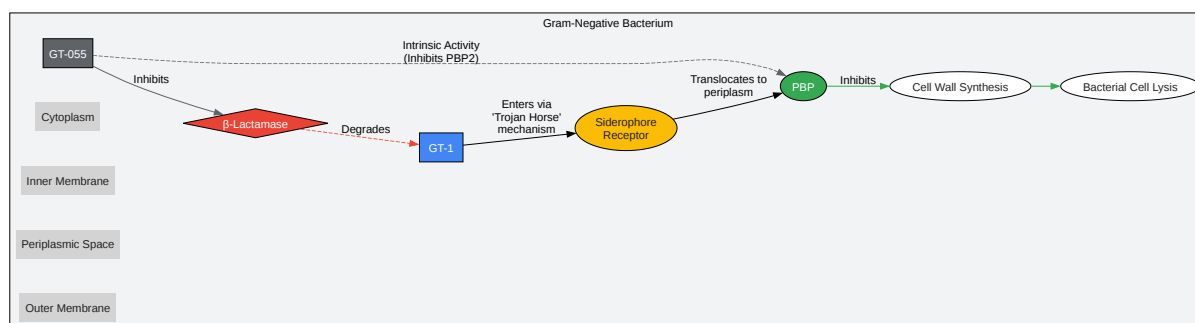 Gram-Negative Bacterium
GT-055
Intrinsic Activity
(Inhibits PBP2)
Inhibits
Translocates to
periplasm
PBP
Inhibits
Cell Wall Synthesis
Bacterial Cell Lysis
Cytoplasm
β-Lactamase
Degrades
GT-1
Enters via
'Trojan Horse'
mechanism
Siderophore
Receptor
Inner Membrane
Periplasmic Space
Outer Membrane